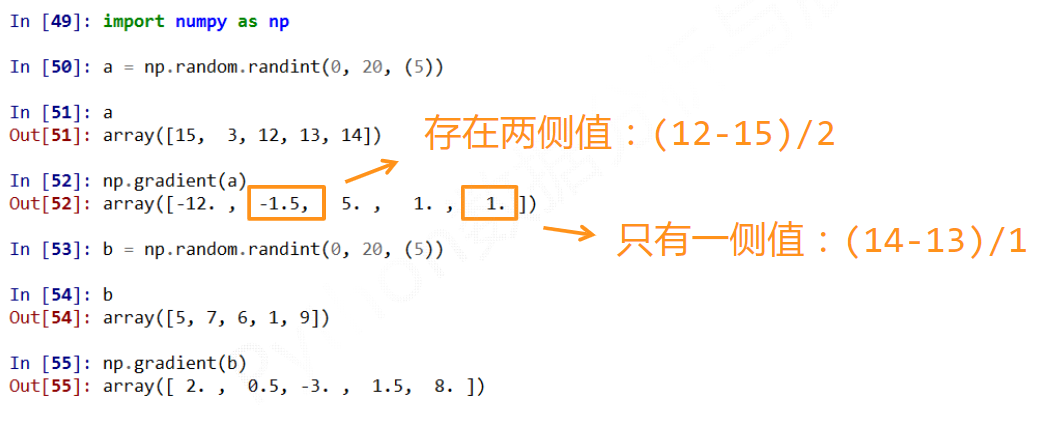 In [49]: import numpy as np
In [50]: a = np.random.randint(0, 20, (5))
In [51]: a
Out[51]: array([15,  3, 12, 13, 14])
存在两侧值：(12-15)/2
In [52]: np.gradient(a)
Out[52]: array([-12. ,  -1.5,   5. ,   1. ,   1. ])
只有一侧值：(14-13)/1
In [53]: b = np.random.randint(0, 20, (5))
In [54]: b
Out[54]: array([5, 7, 6, 1, 9])
In [55]: np.gradient(b)
Out[55]: array([ 2. ,  0.5, -3. ,  1.5,  8. ])